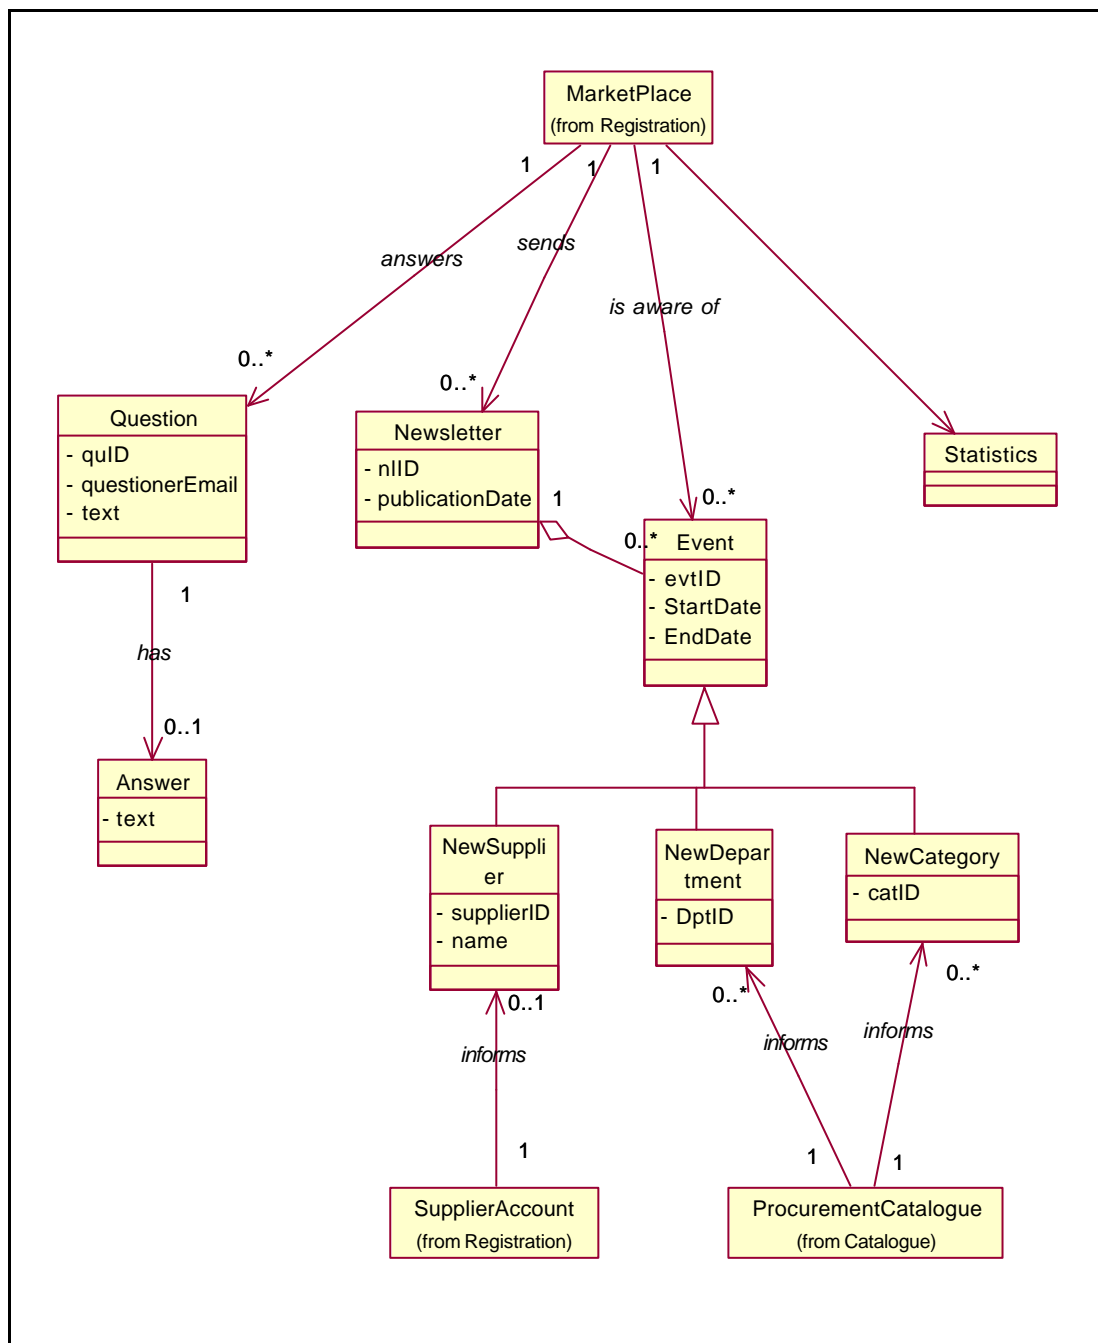 MarketPlace
(from Registration)
1
1
1
sends
answers
is aware of
0..*
0..*
Question
- quID
- questionerEmail
- text
Newsletter
- nlID
- publicationDate
Statistics
1
0..*
0..*
Event
- evtID
- StartDate
- EndDate
1
has
0..1
Answer
- text
NewSuppli
er
- supplierID
- name
NewDepar
tment
- DptID
NewCategory
- catID
0..1
0..*
0..*
informs
informs
informs
1
1
1
SupplierAccount
(from Registration)
ProcurementCatalogue
(from Catalogue)